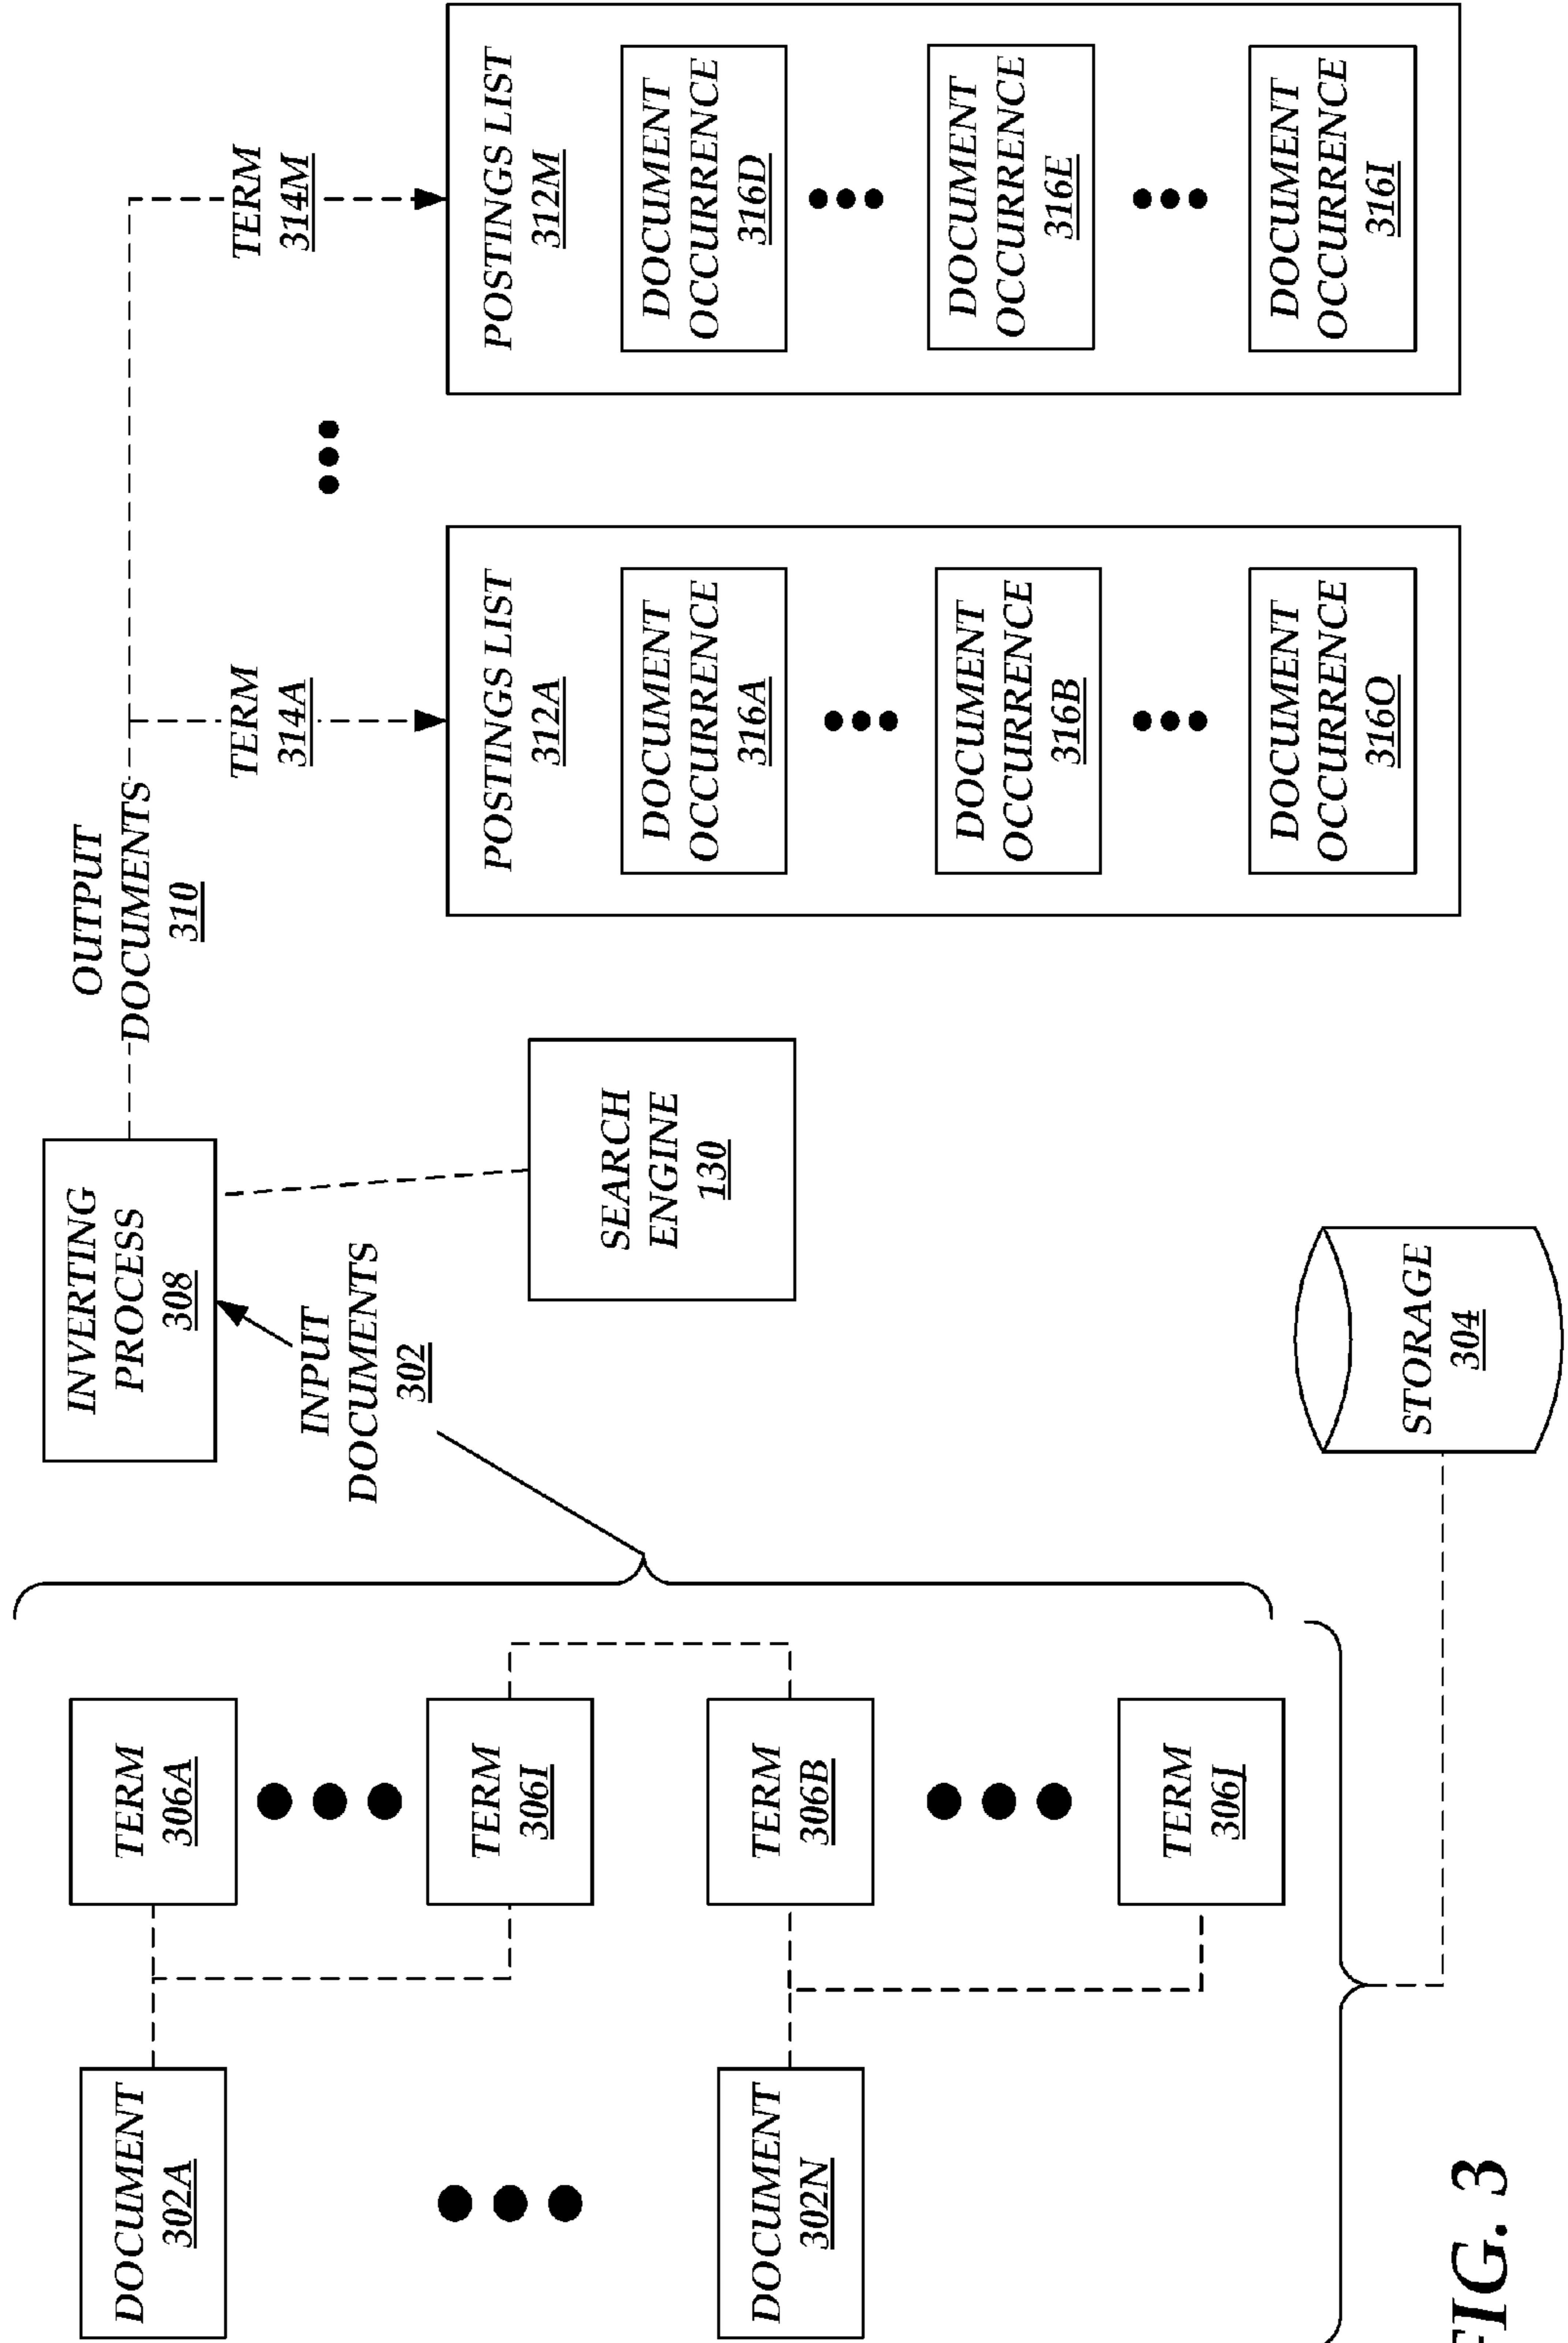 DOCUMENT
302A
DOCUMENT
302N
TERM
306A
TERM
306I
TERM
306B
TERM
306J
INPUT
DOCUMENTS
302
INVERTING
PROCESS
308
SEARCH
ENGINE
130
STORAGE
304
OUTPUT
DOCUMENTS
310
TERM
314A
POSTINGS LIST
312A
DOCUMENT
OCCURRENCE
316A
DOCUMENT
OCCURRENCE
316B
DOCUMENT
OCCURRENCE
316O
TERM
314M
POSTINGS LIST
312M
DOCUMENT
OCCURRENCE
316D
DOCUMENT
OCCURRENCE
316E
DOCUMENT
OCCURRENCE
316I
FIG. 3